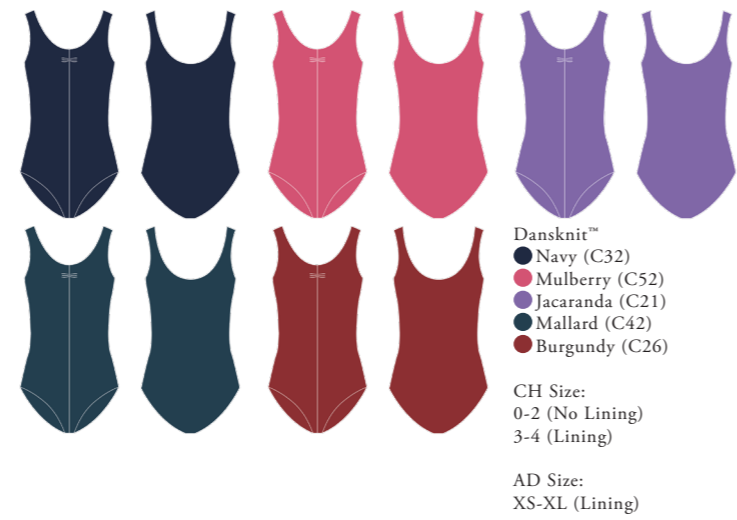 Dansknit™
Navy (C32)
Mulberry (C52)
Jacaranda (C21)
Mallard (C42)
Burgundy (C26)
CH Size:
0-2 (No Lining)
3-4 (Lining)
AD Size:
XS-XL (Lining)